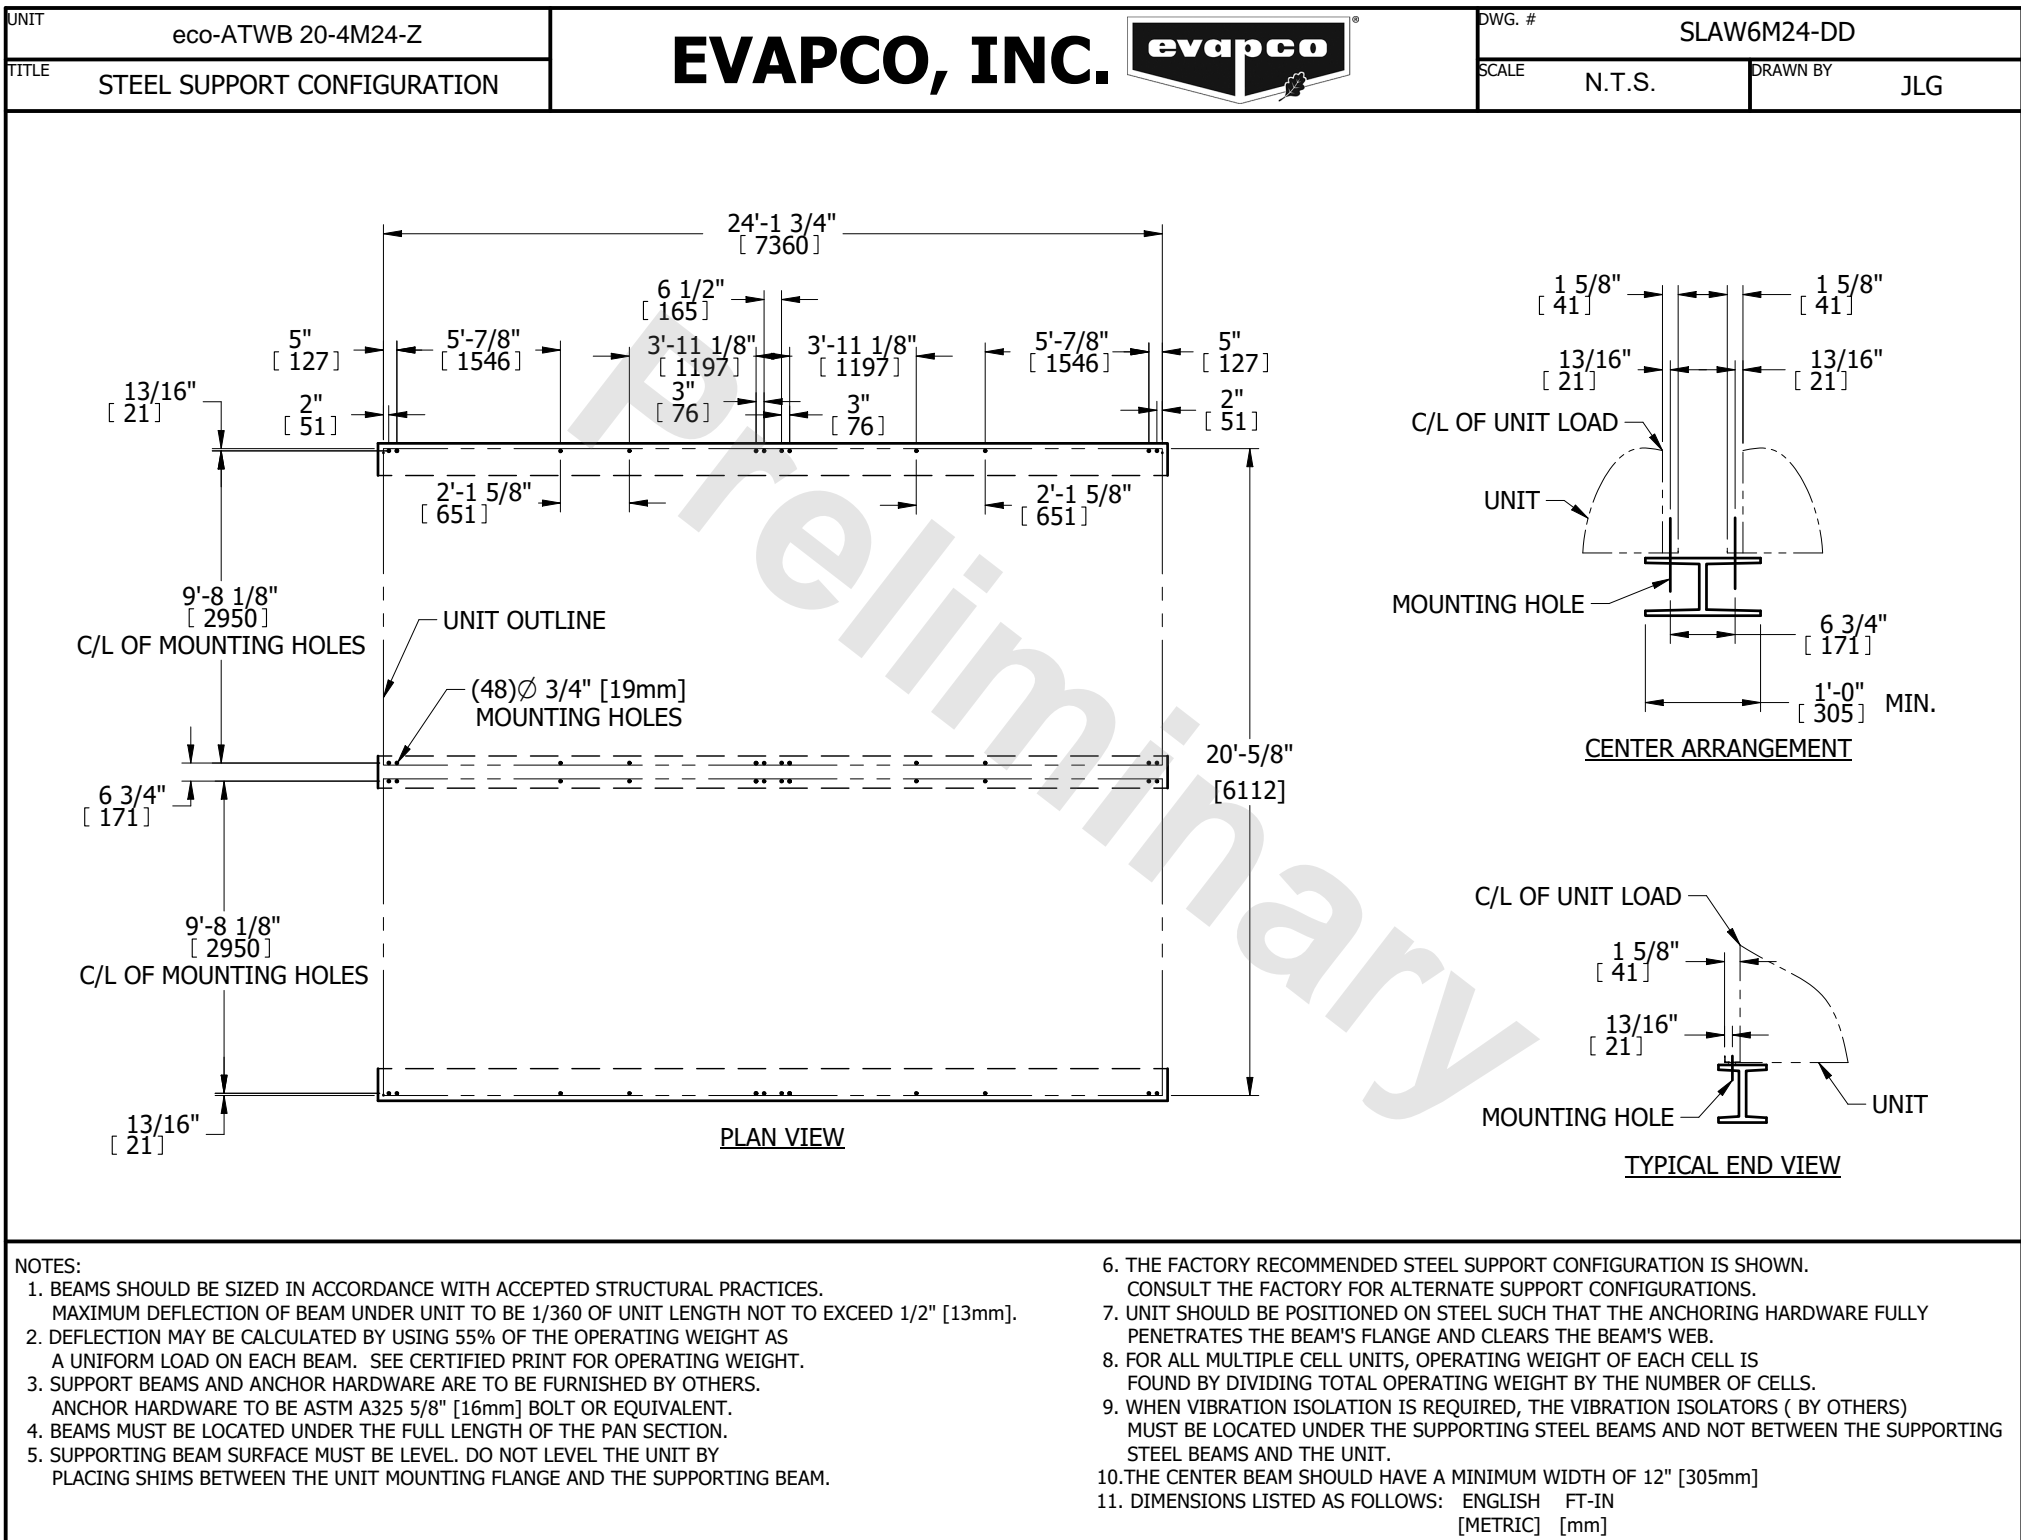 UNIT
eco-ATWB 20-4M24-Z
TITLE
STEEL SUPPORT CONFIGURATION
EVAPCO, INC.
evapco
®
DWG. #
SLAW6M24-DD
SCALE
N.T.S.
DRAWN BY
JLG
24'-1 3/4"
[ 7360 ]
6 1/2"
[ 165 ]
5"
[ 127 ]
5'-7/8"
[ 1546 ]
3'-11 1/8"
[ 1197 ]
3'-11 1/8"
[ 1197 ]
5'-7/8"
[ 1546 ]
5"
[ 127 ]
13/16"
[ 21 ]
2"
[ 51 ]
3"
[ 76 ]
3"
[ 76 ]
2"
[ 51 ]
2'-1 5/8"
[ 651 ]
2'-1 5/8"
[ 651 ]
9'-8 1/8"
[ 2950 ]
C/L OF MOUNTING HOLES
UNIT OUTLINE
(48)∅ 3/4" [19mm]
MOUNTING HOLES
6 3/4"
[ 171 ]
20'-5/8"
[6112]
9'-8 1/8"
[ 2950 ]
C/L OF MOUNTING HOLES
13/16"
[ 21 ]
PLAN VIEW
Preliminary
1 5/8"
[ 41 ]
1 5/8"
[ 41 ]
13/16"
[ 21 ]
13/16"
[ 21 ]
C/L OF UNIT LOAD
UNIT
MOUNTING HOLE
6 3/4"
[ 171 ]
1'-0"
[ 305 ] MIN.
CENTER ARRANGEMENT
C/L OF UNIT LOAD
1 5/8"
[ 41 ]
13/16"
[ 21 ]
MOUNTING HOLE
UNIT
TYPICAL END VIEW
NOTES:
1. BEAMS SHOULD BE SIZED IN ACCORDANCE WITH ACCEPTED STRUCTURAL PRACTICES.
MAXIMUM DEFLECTION OF BEAM UNDER UNIT TO BE 1/360 OF UNIT LENGTH NOT TO EXCEED 1/2" [13mm].
2. DEFLECTION MAY BE CALCULATED BY USING 55% OF THE OPERATING WEIGHT AS
A UNIFORM LOAD ON EACH BEAM. SEE CERTIFIED PRINT FOR OPERATING WEIGHT.
3. SUPPORT BEAMS AND ANCHOR HARDWARE ARE TO BE FURNISHED BY OTHERS.
ANCHOR HARDWARE TO BE ASTM A325 5/8" [16mm] BOLT OR EQUIVALENT.
4. BEAMS MUST BE LOCATED UNDER THE FULL LENGTH OF THE PAN SECTION.
5. SUPPORTING BEAM SURFACE MUST BE LEVEL. DO NOT LEVEL THE UNIT BY
PLACING SHIMS BETWEEN THE UNIT MOUNTING FLANGE AND THE SUPPORTING BEAM.
6. THE FACTORY RECOMMENDED STEEL SUPPORT CONFIGURATION IS SHOWN.
CONSULT THE FACTORY FOR ALTERNATE SUPPORT CONFIGURATIONS.
7. UNIT SHOULD BE POSITIONED ON STEEL SUCH THAT THE ANCHORING HARDWARE FULLY
PENETRATES THE BEAM'S FLANGE AND CLEARS THE BEAM'S WEB.
8. FOR ALL MULTIPLE CELL UNITS, OPERATING WEIGHT OF EACH CELL IS
FOUND BY DIVIDING TOTAL OPERATING WEIGHT BY THE NUMBER OF CELLS.
9. WHEN VIBRATION ISOLATION IS REQUIRED, THE VIBRATION ISOLATORS ( BY OTHERS)
MUST BE LOCATED UNDER THE SUPPORTING STEEL BEAMS AND NOT BETWEEN THE SUPPORTING
STEEL BEAMS AND THE UNIT.
10.THE CENTER BEAM SHOULD HAVE A MINIMUM WIDTH OF 12" [305mm]
11. DIMENSIONS LISTED AS FOLLOWS: ENGLISH FT-IN
[METRIC] [mm]